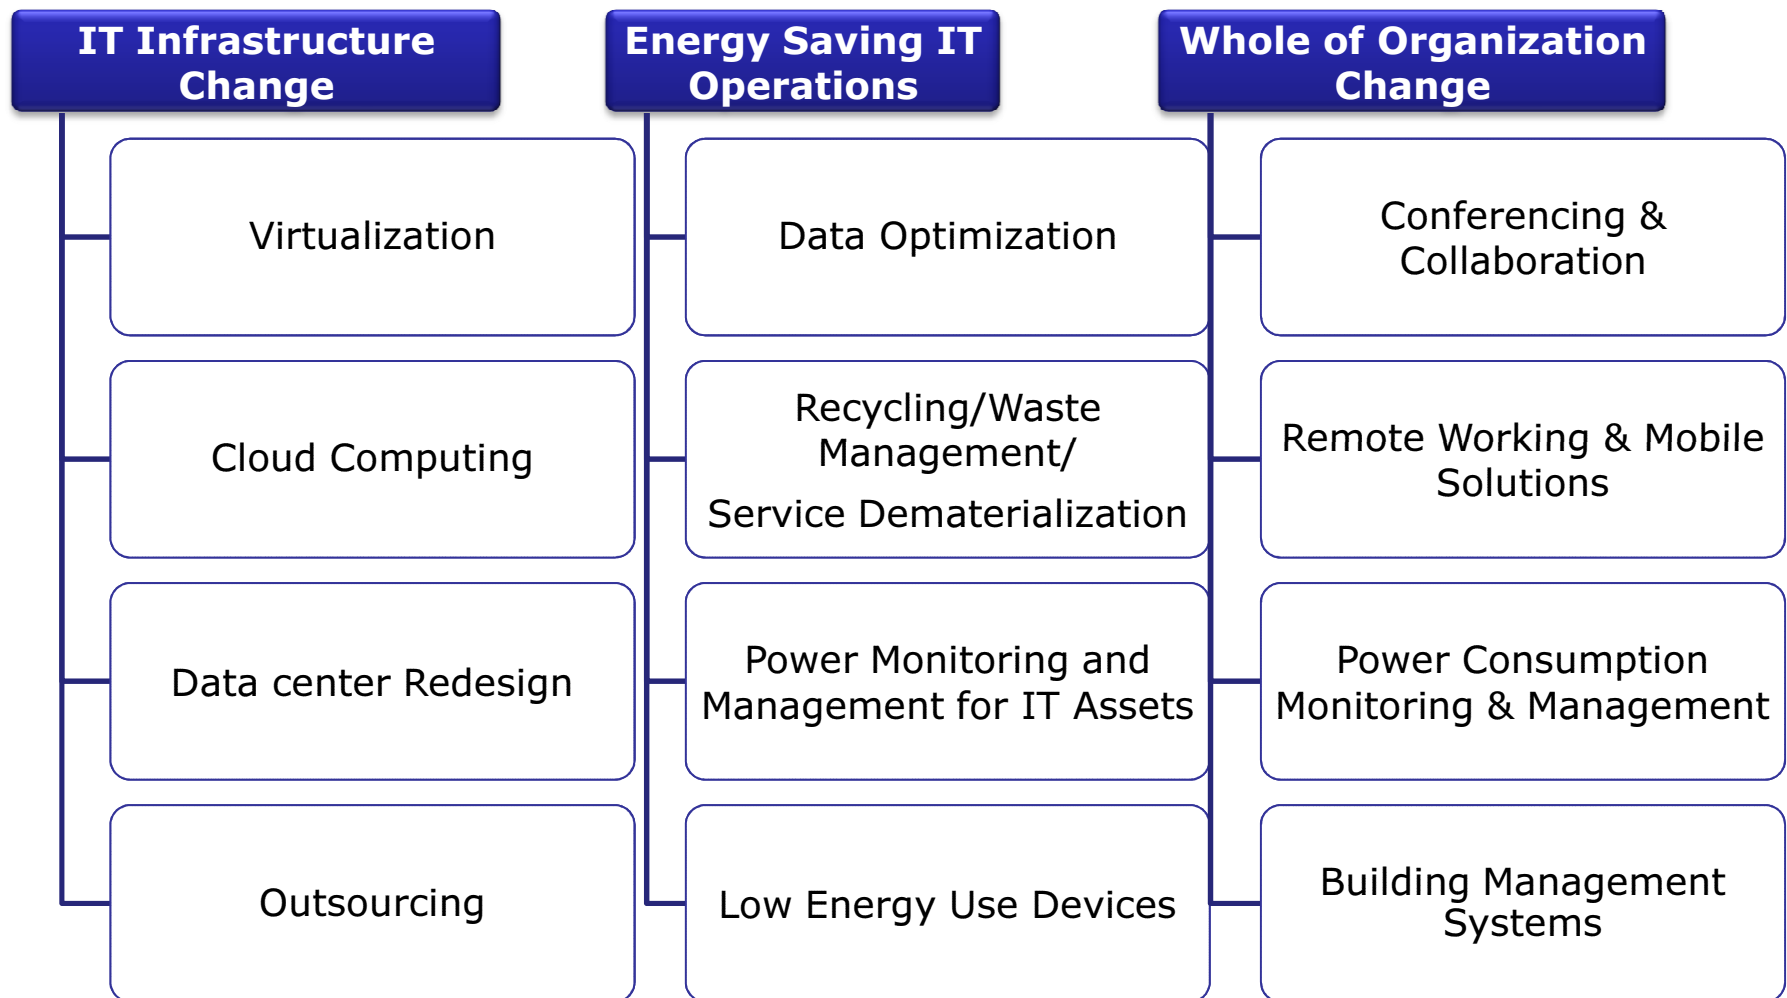 IT Infrastructure
Change
Virtualization
Cloud Computing
Data center Redesign
Outsourcing
Energy Saving IT
Operations
Data Optimization
Recycling/Waste
Management/
Service Dematerialization
Power Monitoring and
Management for IT Assets
Low Energy Use Devices
Whole of Organization
Change
Conferencing &
Collaboration
Remote Working & Mobile
Solutions
Power Consumption
Monitoring & Management
Building Management
Systems